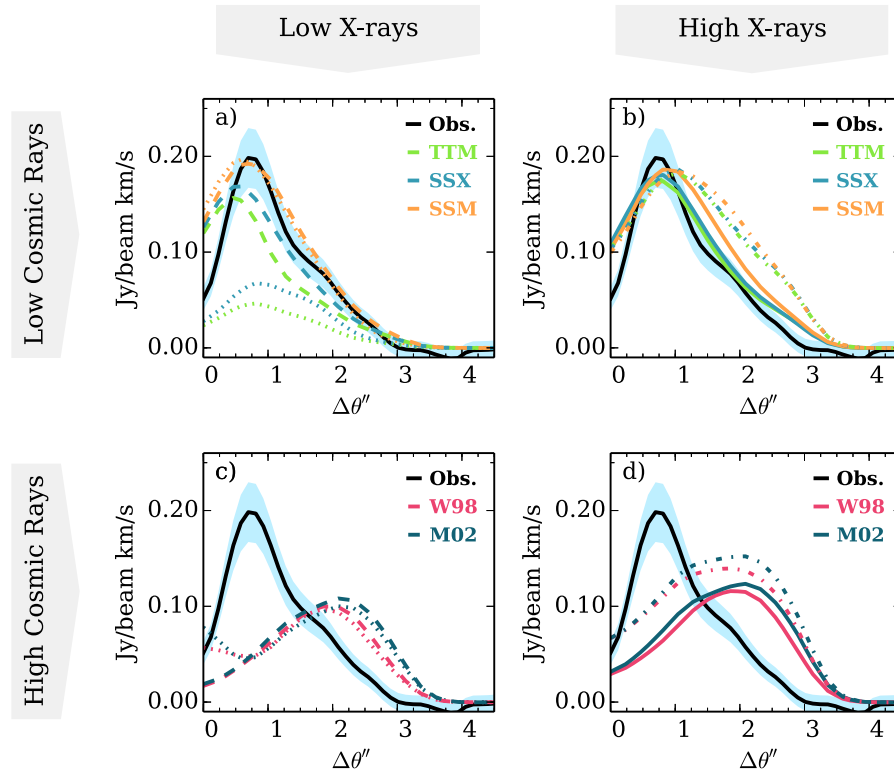 Low X-rays
High X-rays
Low Cosmic Rays
a)
Obs.
TTM
SSX
SSM
Jy/beam km/s
0.20
0.10
0.00
0 1 2 3 4
Δθ″
b)
Obs.
TTM
SSX
SSM
Jy/beam km/s
0.20
0.10
0.00
0 1 2 3 4
Δθ″
High Cosmic Rays
c)
Obs.
W98
M02
Jy/beam km/s
0.20
0.10
0.00
0 1 2 3 4
Δθ″
d)
Obs.
W98
M02
Jy/beam km/s
0.20
0.10
0.00
0 1 2 3 4
Δθ″